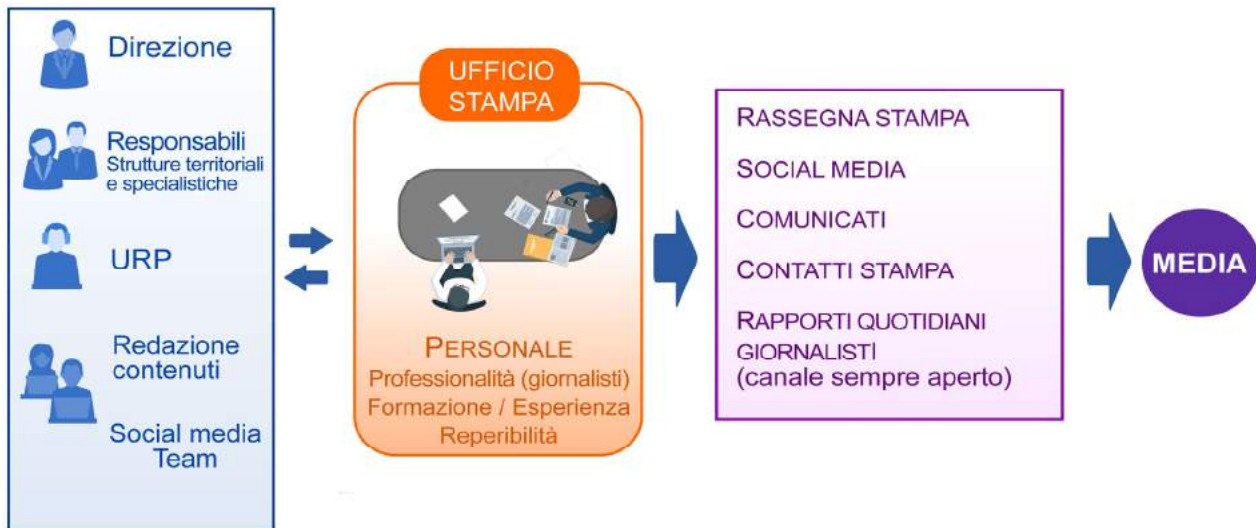 Direzione
Responsabili
Strutture territoriali
e specialistiche
URP
Redazione
contenuti
Social media
Team
UFFICIO
STAMPA
PERSONALE
Professionalità (giornalisti)
Formazione / Esperienza
Reperibilità
RASSEGNA STAMPA
SOCIAL MEDIA
COMUNICATI
CONTATTI STAMPA
RAPPORTI QUOTIDIANI
GIORNALISTI
(canale sempre aperto)
MEDIA